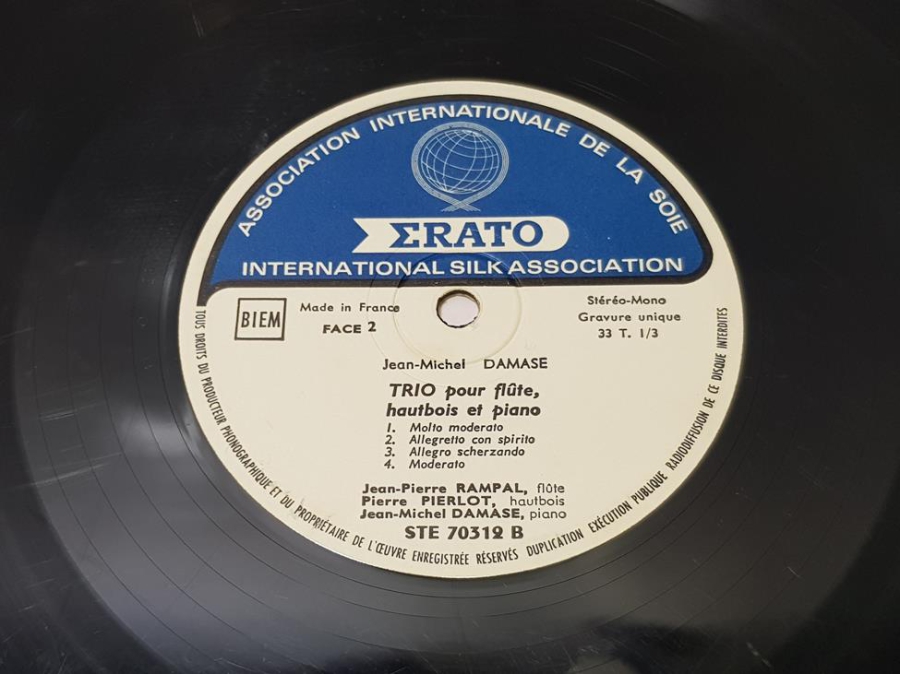 ASSOCIATION INTERNATIONALE DE LA SOIE
ΣRATO
INTERNATIONAL SILK ASSOCIATION
BIEM
Made in France
FACE 2
Stéréo-Mono
Gravure unique
33 T. 1/3
Jean-Michel DAMASE
TRIO pour flûte,
hautbois et piano
1. Molto moderato
2. Allegretto con spirito
3. Allegro scherzando
4. Moderato
Jean-Pierre RAMPAL, flûte
Pierre PIERLOT, hautbois
Jean-Michel DAMASE, piano
STE 70312 B
TOUS DROITS DU PRODUCTEUR PHONOGRAPHIQUE ET DU PROPRIÉTAIRE DE L'ŒUVRE ENREGISTRÉE RÉSERVÉS DUPLICATION EXÉCUTION PUBLIQUE RADIODIFFUSION DE CE DISQUE INTERDITES